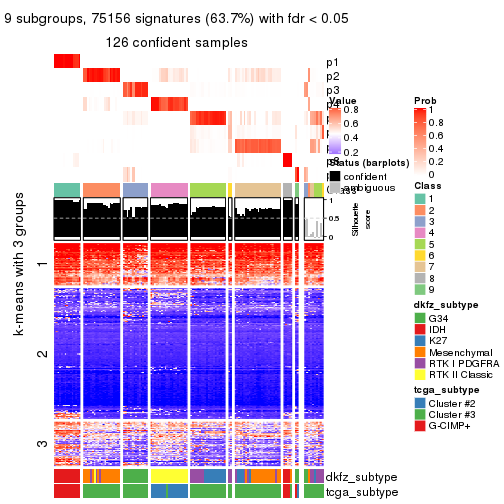 9 subgroups, 75156 signatures (63.7%) with fdr < 0.05
126 confident samples
p1
p2
p3
p4
k-means with 3 groups
1
2
3
1
0.5
0
Silhouette
score
dkfz_subtype
tcga_subtype
Value
0.8
0.6
0.4
0.2
Status (barplots)
confident
ambiguous
Prob
1
0.8
0.6
0.4
0.2
0
Class
1
2
3
4
5
6
7
8
9
dkfz_subtype
G34
IDH
K27
Mesenchymal
RTK I PDGFRA
RTK II Classic
tcga_subtype
Cluster #2
Cluster #3
G-CIMP+